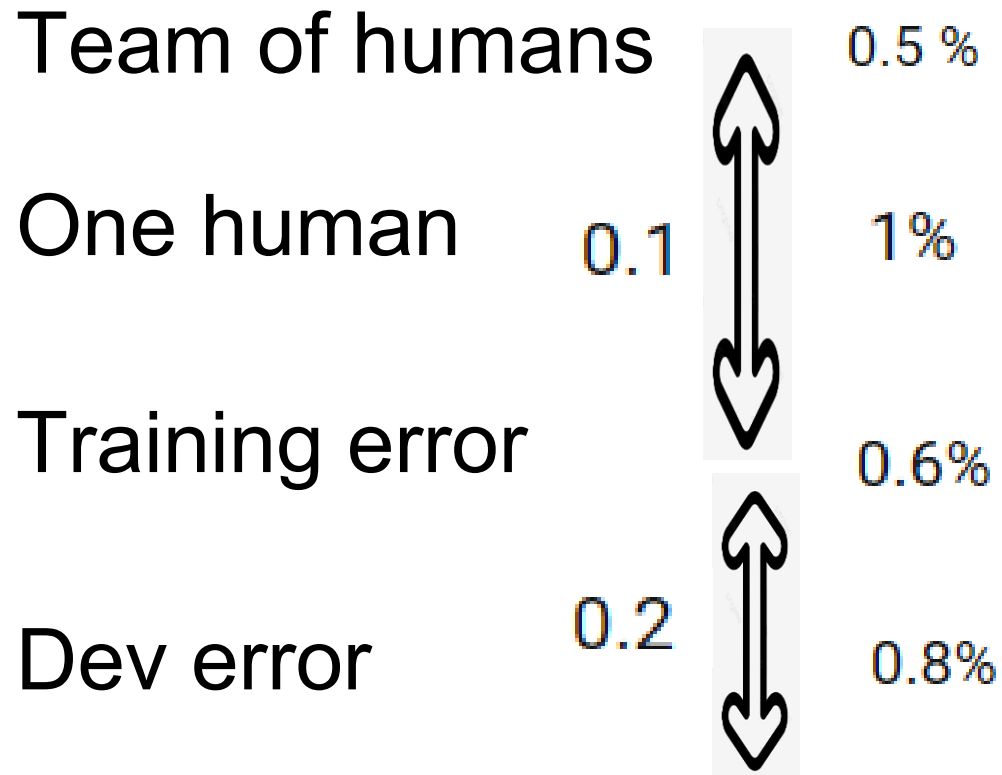 Team of humans 0.5 %
One human 0.1 1%
Training error 0.6%
Dev error 0.2 0.8%